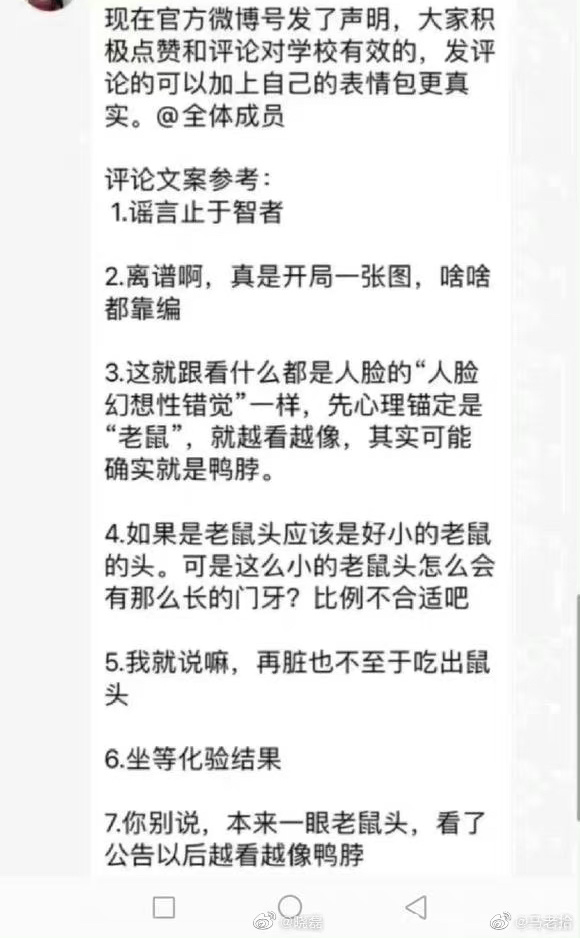 现在官方微博号发了声明，大家积
极点赞和评论对学校有效的，发评
论的可以加上自己的表情包更真
实。@全体成员
评论文案参考：
1.谣言止于智者
2.离谱啊，真是开局一张图，啥啥
都靠编
3.这就跟看什么都是人脸的“人脸
幻想性错觉”一样，先心理锚定是
“老鼠”，就越看越像，其实可能
确实就是鸭脖。
4.如果是老鼠头应该是好小的老鼠
的头。可是这么小的老鼠头怎么会
有那么长的门牙？比例不合适吧
5.我就说嘛，再脏也不至于吃出鼠
头
6.坐等化验结果
7.你别说，本来一眼老鼠头，看了
公告以后越看越像鸭脖
@晓磊
@马老拾